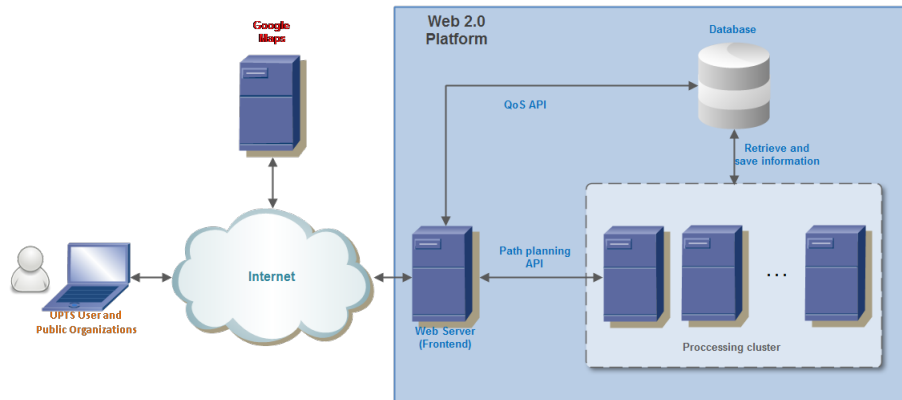 Google
Maps
Web 2.0
Platform
Database
QoS API
Retrieve and
save information
Path planning
API
Internet
...
UPTS User and
Public Organizations
Web Server
(Frontend)
Proccessing cluster